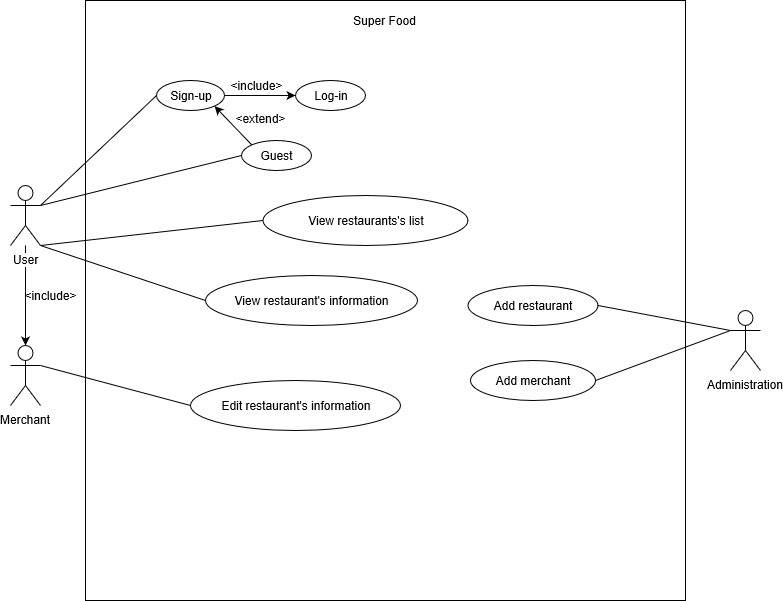 Super Food
<include>
Sign-up
Log-in
<extend>
Guest
View restaurants's list
User
<include>
View restaurant's information
Add restaurant
Add merchant
Administration
Merchant
Edit restaurant's information